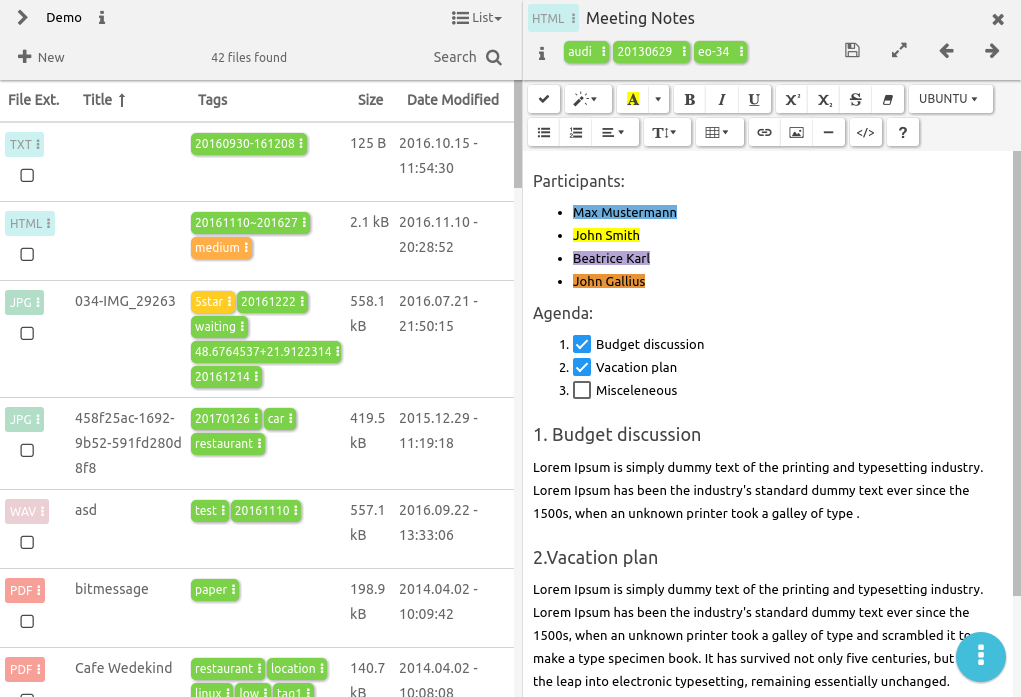 Demo
List
New
42 files found
Search
File Ext. Title ↑ Tags Size Date Modified
TXT 20160930-161208 125 B 2016.10.15 -
11:54:30
HTML 20161110~201627 2.1 kB 2016.11.10 -
medium 20:28:52
JPG 034-IMG_29263 5star 20161222 558.1 2016.07.21 -
waiting kB 21:50:15
48.6764537+21.9122314
20161214
JPG 458f25ac-1692- 20170126 car 419.5 2015.12.29 -
9b52-591fd280d restaurant kB 11:19:18
8f8
WAV asd test 20161110 557.1 2016.09.22 -
kB 13:33:06
PDF bitmessage paper 198.9 2014.04.02 -
kB 10:09:42
PDF Cafe Wedekind restaurant location 140.7 2014.04.02 -
linux low tag1 kB 10:08:08
HTML Meeting Notes
audi 20130629 eo-34
A B I U X² X₂ S UBUNTU
T </> ?
Participants:
• Max Mustermann
• John Smith
• Beatrice Karl
• John Gallius
Agenda:
1. Budget discussion
2. Vacation plan
3. Misceleneous
1. Budget discussion
Lorem Ipsum is simply dummy text of the printing and typesetting industry.
Lorem Ipsum has been the industry's standard dummy text ever since the
1500s, when an unknown printer took a galley of type .
2.Vacation plan
Lorem Ipsum is simply dummy text of the printing and typesetting industry.
Lorem Ipsum has been the industry's standard dummy text ever since the
1500s, when an unknown printer took a galley of type and scrambled it to
make a type specimen book. It has survived not only five centuries, but
the leap into electronic typesetting, remaining essentially unchanged.